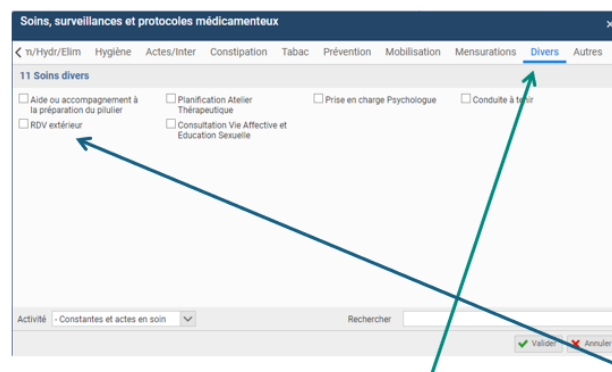 Soins, surveillances et protocoles médicamenteux
n/Hydr/Elim Hygiène Actes/Inter Constipation Tabac Prévention Mobilisation Mensurations Divers Autres
11 Soins divers
Aide ou accompagnement à
la préparation du pilulier
Planification Atelier
Thérapeutique
Prise en charge Psychologue
Conduite à tenir
RDV extérieur
Consultation Vie Affective et
Education Sexuelle
Activité - Constantes et actes en soin
Rechercher
Valider Annuler